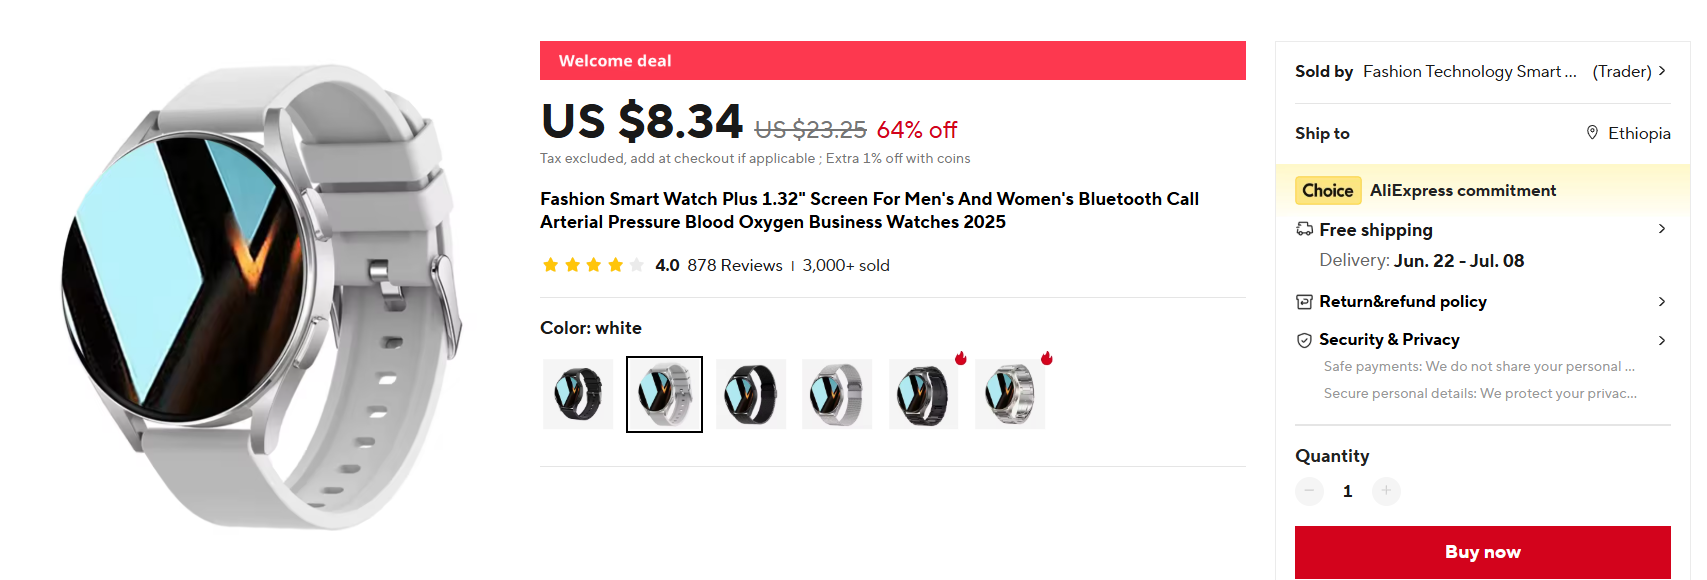 Welcome deal
US $8.34 US $23.25 64% off
Tax excluded, add at checkout if applicable ; Extra 1% off with coins
Fashion Smart Watch Plus 1.32" Screen For Men's And Women's Bluetooth Call
Arterial Pressure Blood Oxygen Business Watches 2025
4.0 878 Reviews | 3,000+ sold
Color: white
Sold by Fashion Technology Smart ... (Trader)
Ship to Ethiopia
Choice AliExpress commitment
Free shipping
Delivery: Jun. 22 - Jul. 08
Return&refund policy
Security & Privacy
Safe payments: We do not share your personal ...
Secure personal details: We protect your privac...
Quantity
1
Buy now